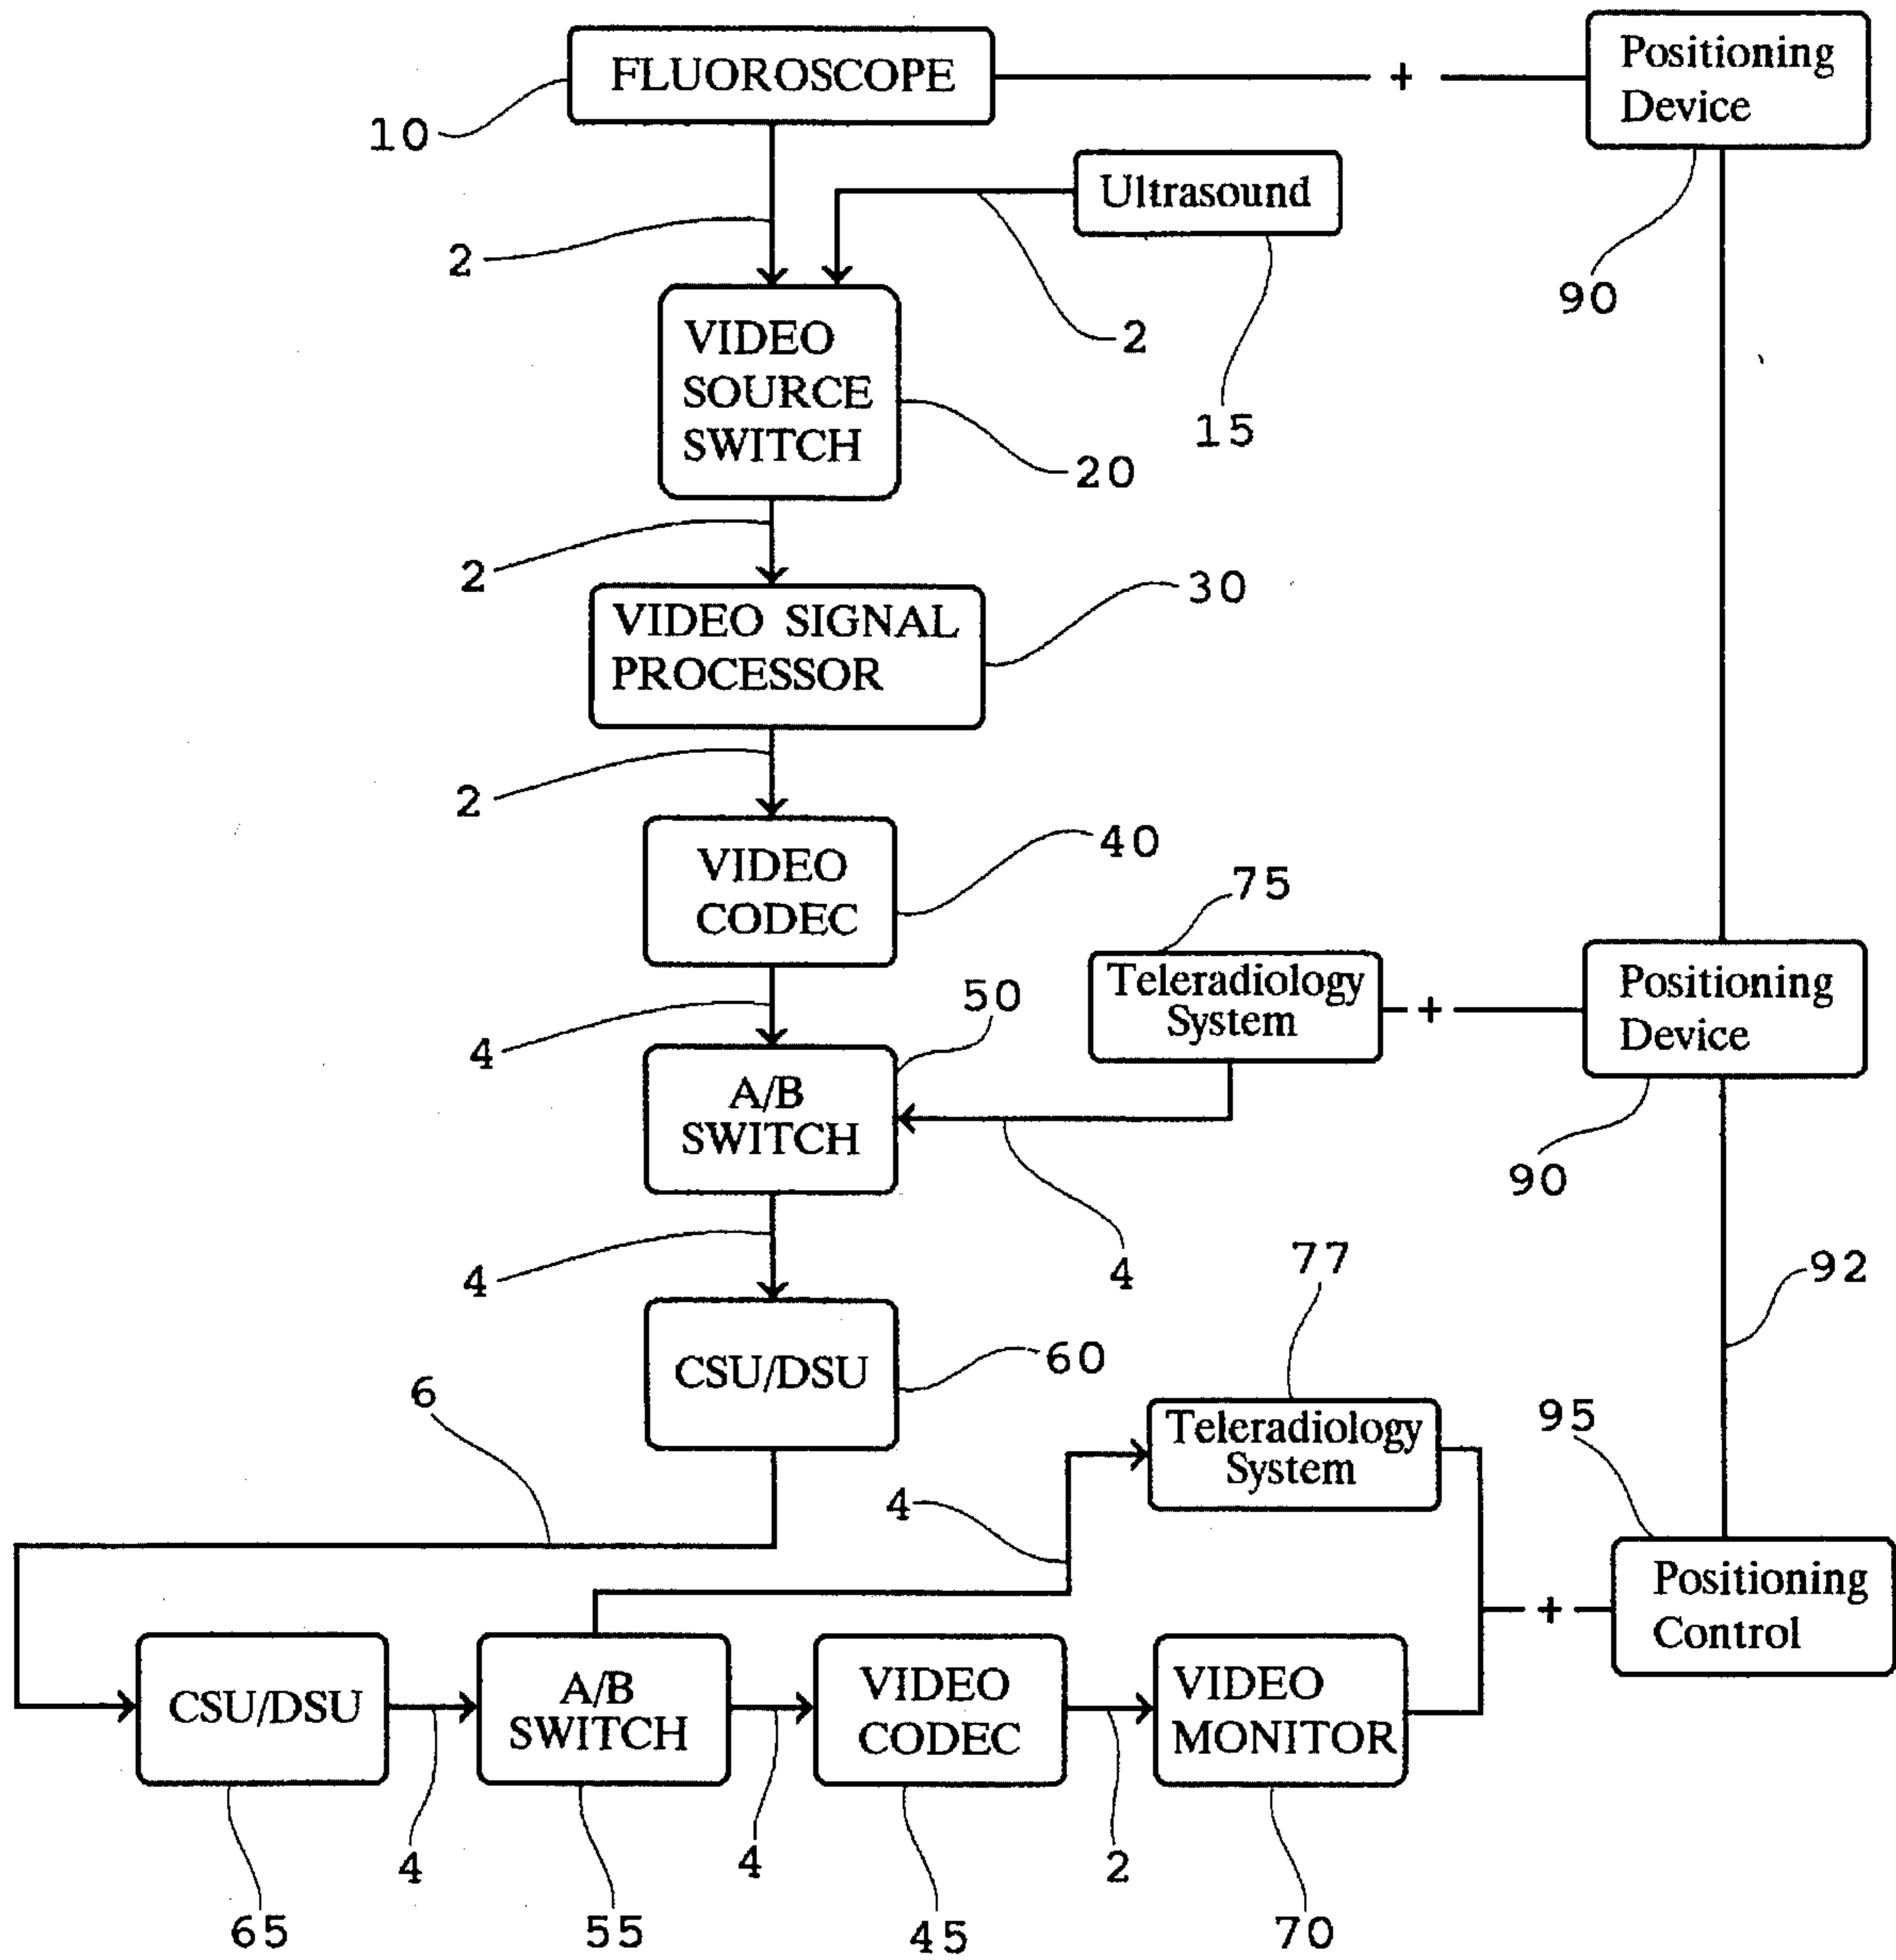 FLUOROSCOPE
+
Positioning
Device
10
Ultrasound
2
2
90
VIDEO
SOURCE
SWITCH
15
20
2
VIDEO SIGNAL
PROCESSOR
30
2
VIDEO
CODEC
40
75
Teleradiology
System
+
Positioning
Device
4
50
A/B
SWITCH
90
4
4
77
92
CSU/DSU
60
6
Teleradiology
System
95
4
Positioning
Control
+
CSU/DSU
A/B
SWITCH
VIDEO
CODEC
VIDEO
MONITOR
4
4
2
65
55
45
70